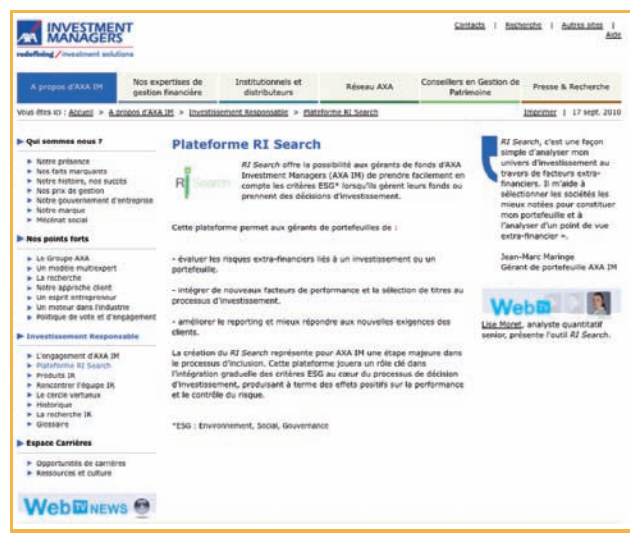 INVESTMENT
MANAGERS
redefining / investment solutions
Contacts | Recherche | Autres sites |
Aide
A propos d'AXA IM
Nos expertises de
gestion financière
Institutionnels et
distributeurs
Réseau AXA
Conseillers en Gestion de
Patrimoine
Presse & Recherche
Vous êtes ici : Accueil > A propos d'AXA IM > Investissement Responsable > Plateforme RI Search
Imprimer | 17 sept. 2010
Qui sommes nous ?
Notre présence
Nos faits marquants
Notre histoire, nos succès
Nos prix de gestion
Notre gouvernement d'entreprise
Notre marque
Mécénat social
Nos points forts
Le Groupe AXA
Un modèle multiexpert
La recherche
Notre approche client
Un esprit entrepreneur
Un moteur dans l'industrie
Politique de vote et d'engagement
Investissement Responsable
L'engagement d'AXA IM
Plateforme RI Search
Produits IR
Rencontrer l'équipe IR
Le cercle vertueux
Historique
La recherche IR
Glossaire
Espace Carrières
Opportunités de carrières
Ressources et culture
WebTV NEWS
Plateforme RI Search
RI Search
RI Search offre la possibilité aux gérants de fonds d'AXA
Investment Managers (AXA IM) de prendre facilement en
compte les critères ESG* lorsqu'ils gèrent leurs fonds ou
prennent des décisions d'investissement.
Cette plateforme permet aux gérants de portefeuilles de :
- évaluer les risques extra-financiers liés à un investissement ou un
portefeuille.
- intégrer de nouveaux facteurs de performance et la sélection de titres au
processus d'investissement.
- améliorer le reporting et mieux répondre aux nouvelles exigences des
clients.
La création du RI Search représente pour AXA IM une étape majeure dans
le processus d'inclusion. Cette plateforme jouera un rôle clé dans
l'intégration graduelle des critères ESG au cœur du processus de décision
d'investissement, produisant à terme des effets positifs sur la performance
et le contrôle du risque.
*ESG : Environnement, Social, Gouvernance
RI Search, c'est une façon
simple d'analyser mon
univers d'investissement au
travers de facteurs extra-
financiers. Il m'aide à
sélectionner les sociétés les
mieux notées pour constituer
mon portefeuille et à
l'analyser d'un point de vue
extra-financier ».
Jean-Marc Maringe
Gérant de portefeuille AXA IM
WebTV
Lise Moret, analyste quantitatif
senior, présente l'outil RI Search.